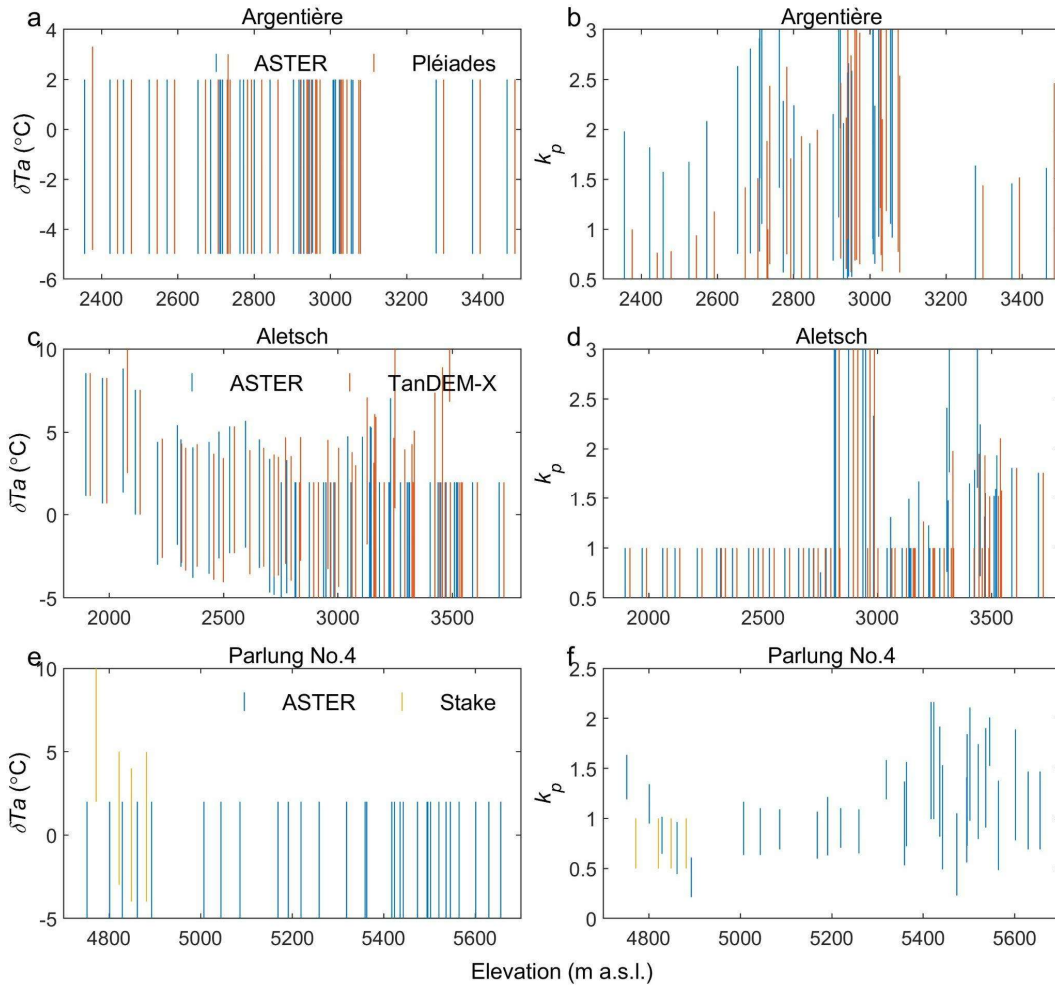 a Argentière b Argentière
4 3
ASTER Pléiades
2 2.5
0 2
δTa (°C) kp
-2 1.5
-4 1
-6 0.5
2400 2600 2800 3000 3200 3400 2400 2600 2800 3000 3200 3400
c Aletsch d Aletsch
10 3
ASTER TanDEM-X
2.5
5
δTa (°C) kp 2
0 1.5
1
-5 0.5
2000 2500 3000 3500 2000 2500 3000 3500
e Parlung No.4 f Parlung No.4
10 2.5
ASTER Stake
2
5
δTa (°C) kp 1.5
0 1
0.5
-5 0
4800 5000 5200 5400 5600 4800 5000 5200 5400 5600
Elevation (m a.s.l.)